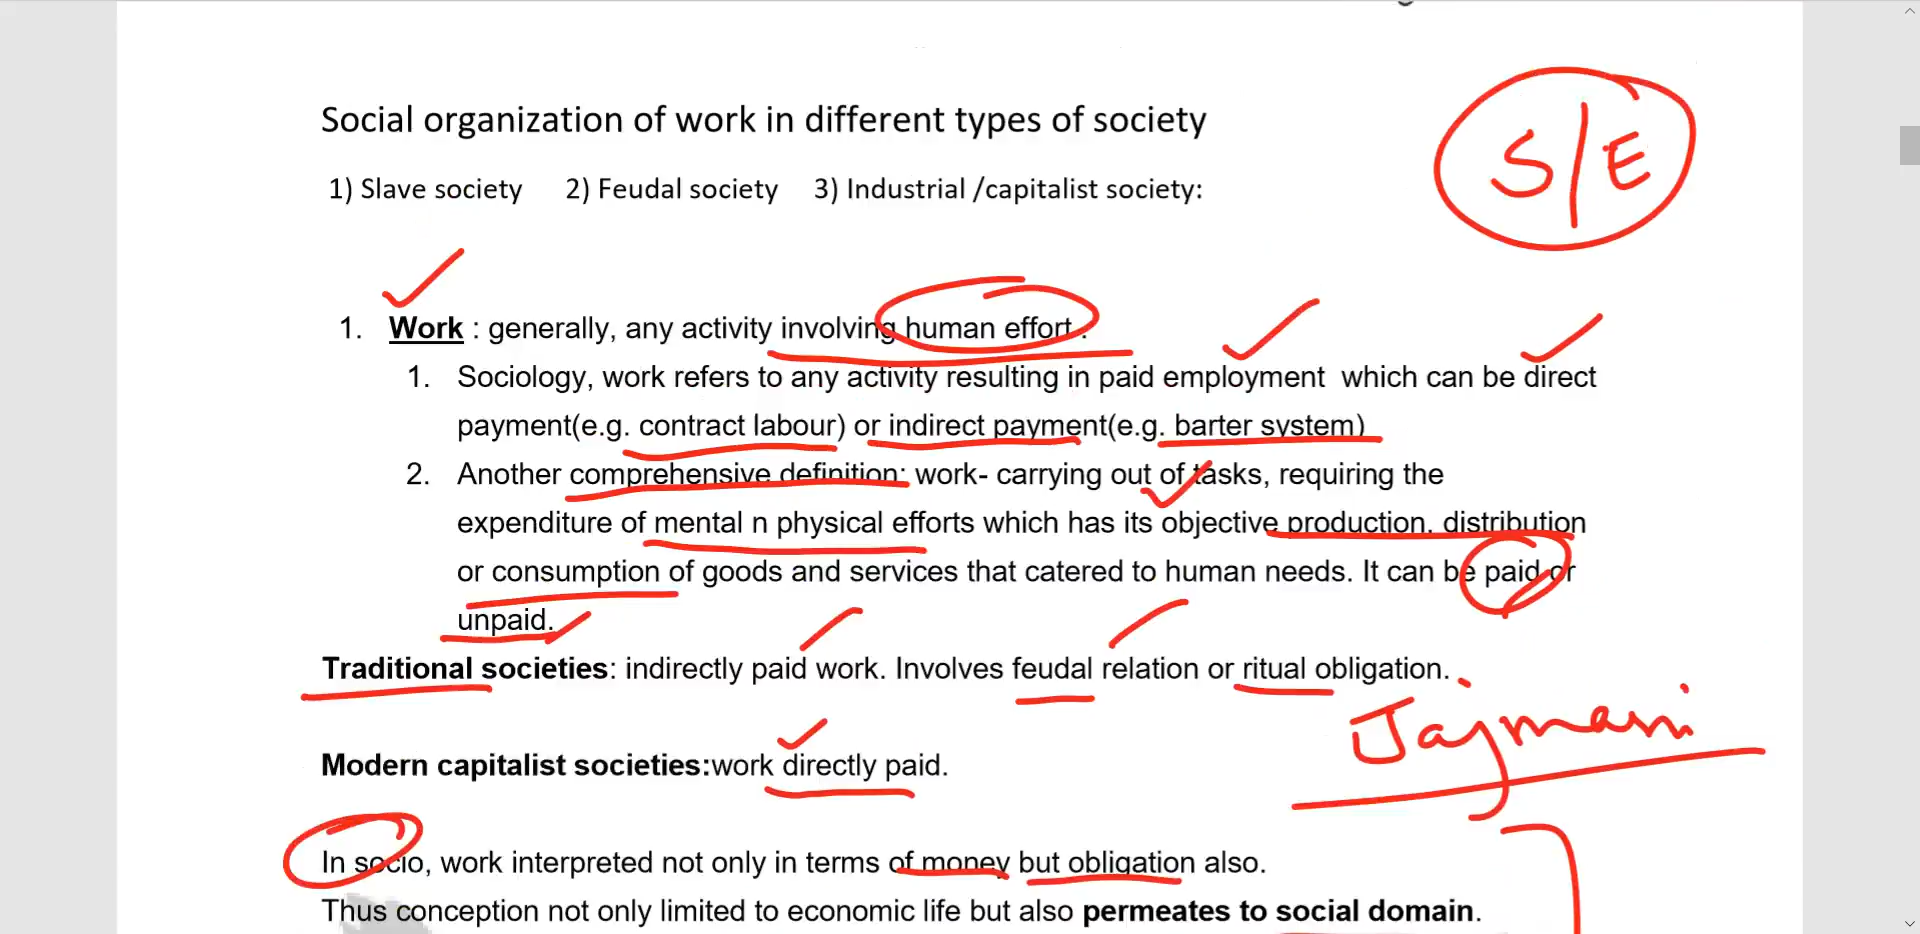 Social organization of work in different types of society
S/E
1) Slave society 2) Feudal society 3) Industrial /capitalist society:
1. Work : generally, any activity involving human effort .
1. Sociology, work refers to any activity resulting in paid employment which can be direct
payment(e.g. contract labour) or indirect payment(e.g. barter system)
2. Another comprehensive definition: work- carrying out of tasks, requiring the
expenditure of mental n physical efforts which has its objective production, distribution
or consumption of goods and services that catered to human needs. It can be paid or
unpaid.
Traditional societies: indirectly paid work. Involves feudal relation or ritual obligation.
Jajmani
Modern capitalist societies:work directly paid.
In socio, work interpreted not only in terms of money but obligation also.
Thus conception not only limited to economic life but also permeates to social domain.